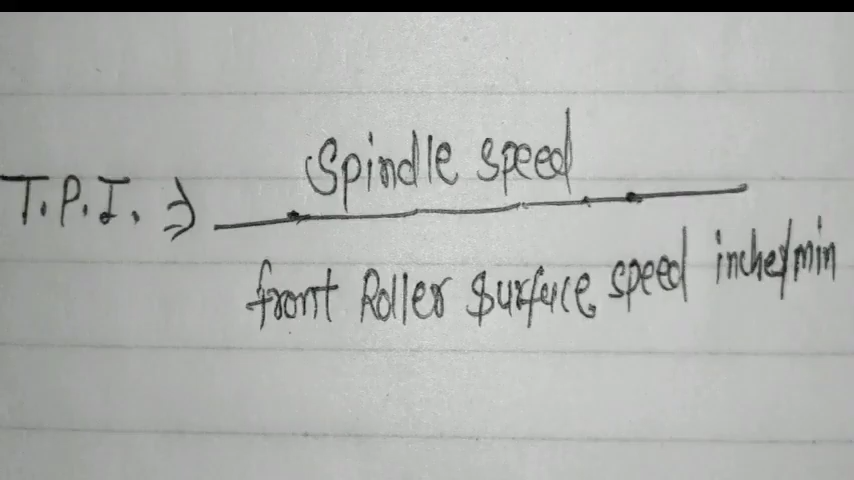 Spindle speed
T.P.I. ⇒
front Roller surface speed inches/min